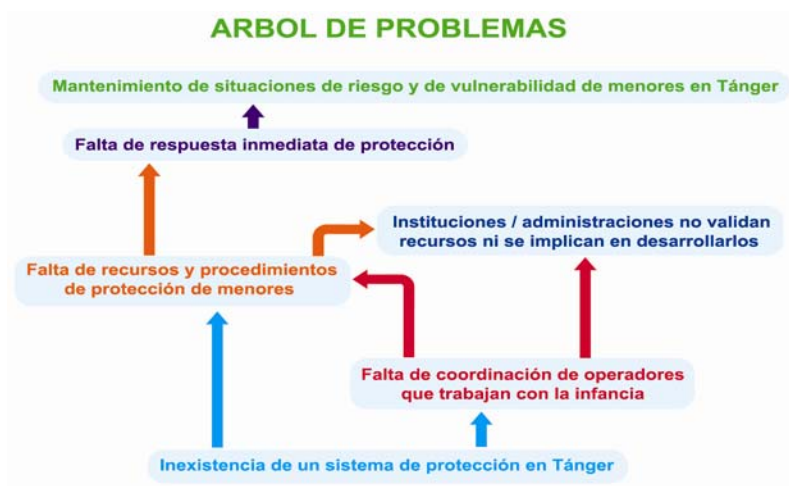 ARBOL DE PROBLEMAS
Mantenimiento de situaciones de riesgo y de vulnerabilidad de menores en Tánger
Falta de respuesta inmediata de protección
Instituciones / administraciones no validan
recursos ni se implican en desarrollarlos
Falta de recursos y procedimientos
de protección de menores
Falta de coordinación de operadores
que trabajan con la infancia
Inexistencia de un sistema de protección en Tánger